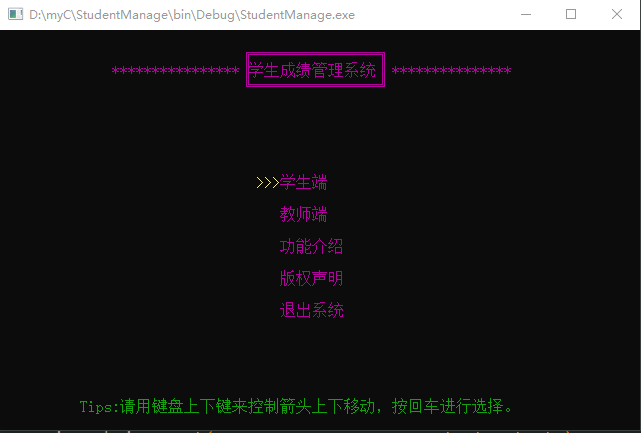 D:\myC\StudentManage\bin\Debug\StudentManage.exe
**************** 学生成绩管理系统 ***************
>>>学生端
教师端
功能介绍
版权声明
退出系统
Tips:请用键盘上下键来控制箭头上下移动，按回车进行选择。